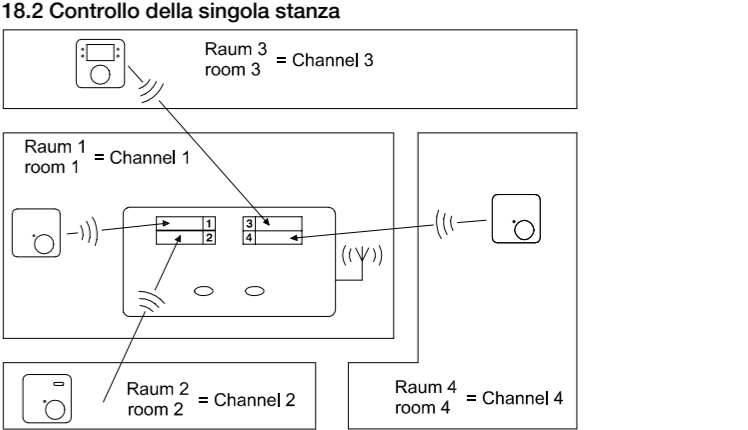 18.2 Controllo della singola stanza
Raum 3
room 3
= Channel 3
Raum 1
room 1
= Channel 1
1
2
3
4
Raum 2
room 2
= Channel 2
Raum 4
room 4
= Channel 4